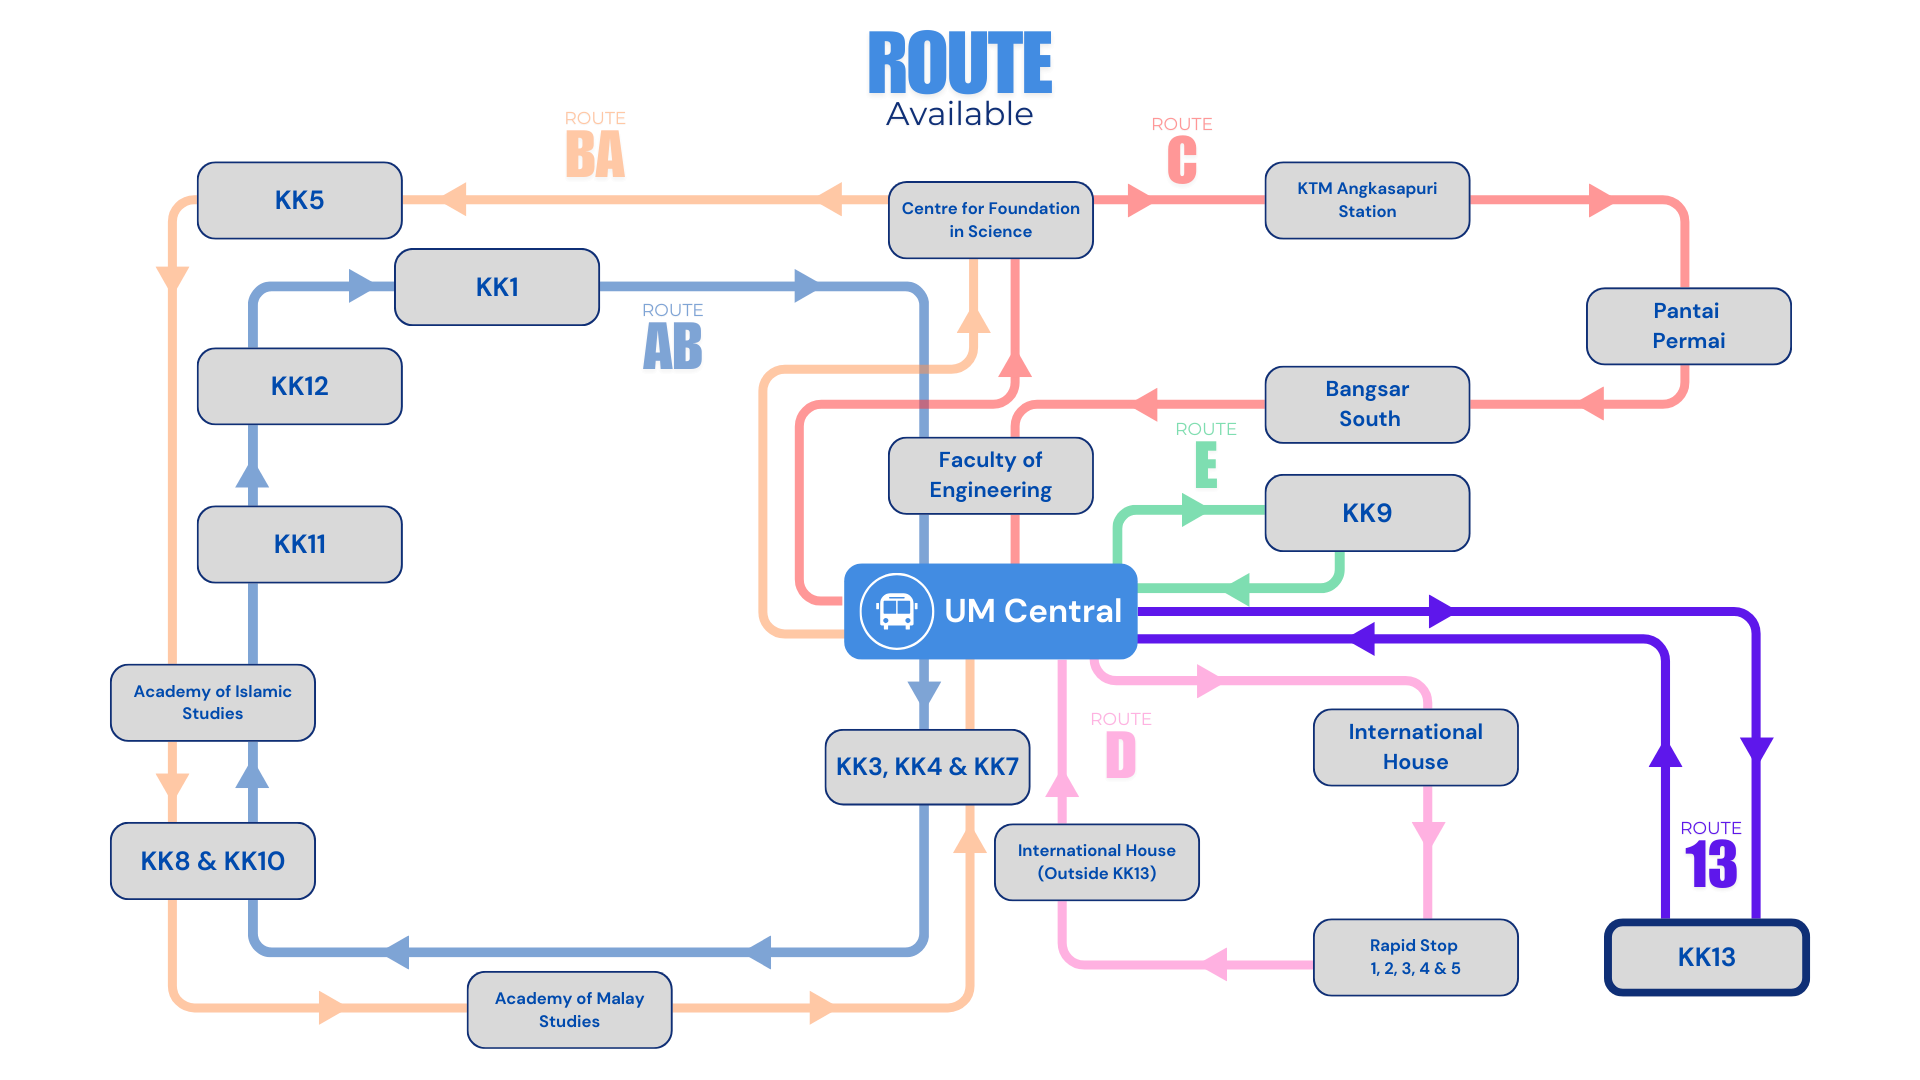 ROUTE
Available
ROUTE
BA
ROUTE
C
KK5
Centre for Foundation
in Science
KTM Angkasapuri
Station
KK1
ROUTE
AB
Pantai
Permai
KK12
Bangsar
South
ROUTE
E
Faculty of
Engineering
KK9
KK11
UM Central
Academy of Islamic
Studies
ROUTE
D
International
House
KK3, KK4 & KK7
ROUTE
13
KK8 & KK10
International House
(Outside KK13)
Rapid Stop
1, 2, 3, 4 & 5
KK13
Academy of Malay
Studies